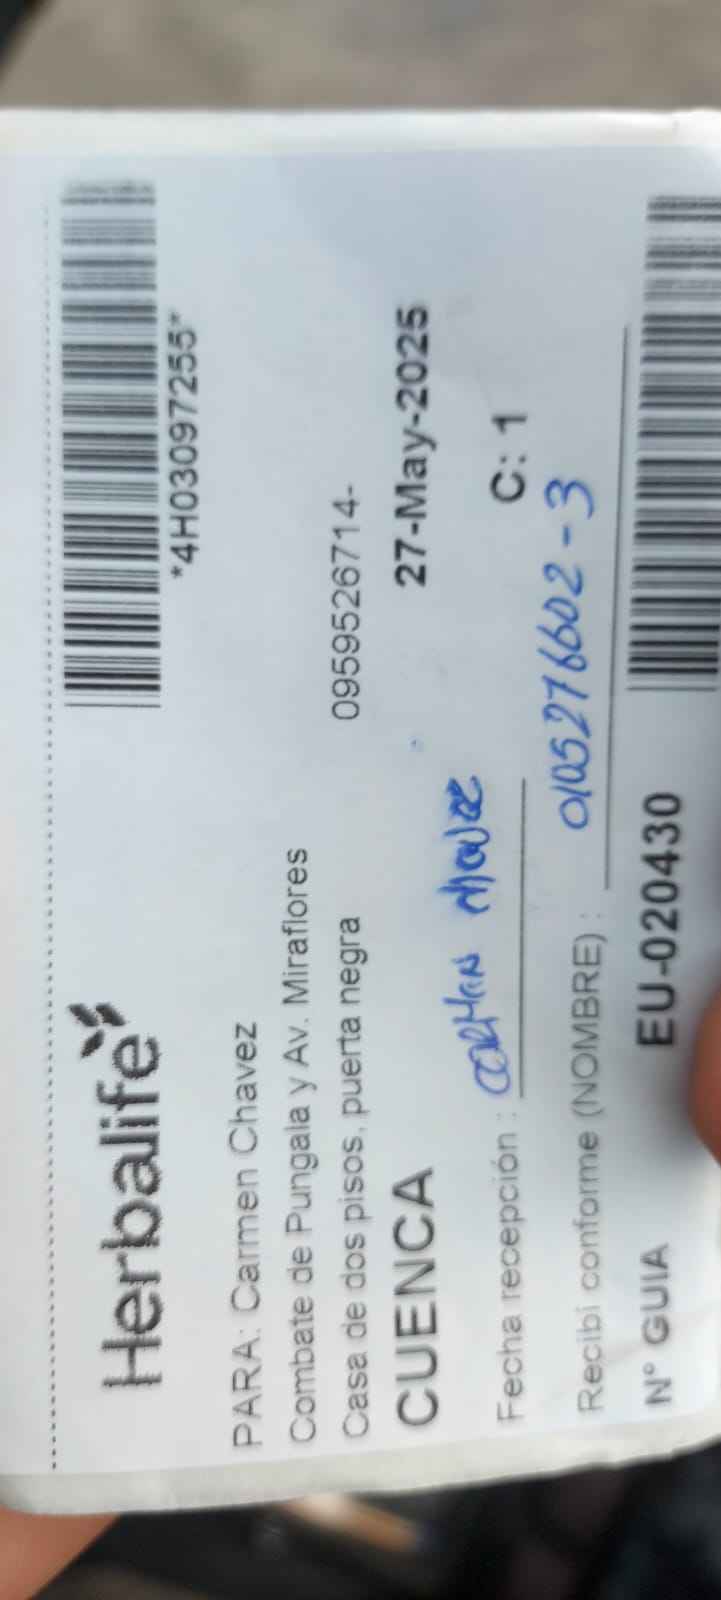 Herbalife
*4H03097255*
PARA: Carmen Chavez
Combate de Pungala y Av. Miraflores
Casa de dos pisos, puerta negra
0959526714-
CUENCA 27-May-2025
Fecha recepción : C: 1
Recibí conforme (NOMBRE) : 0105276602-3
N° GUIA EU-020430